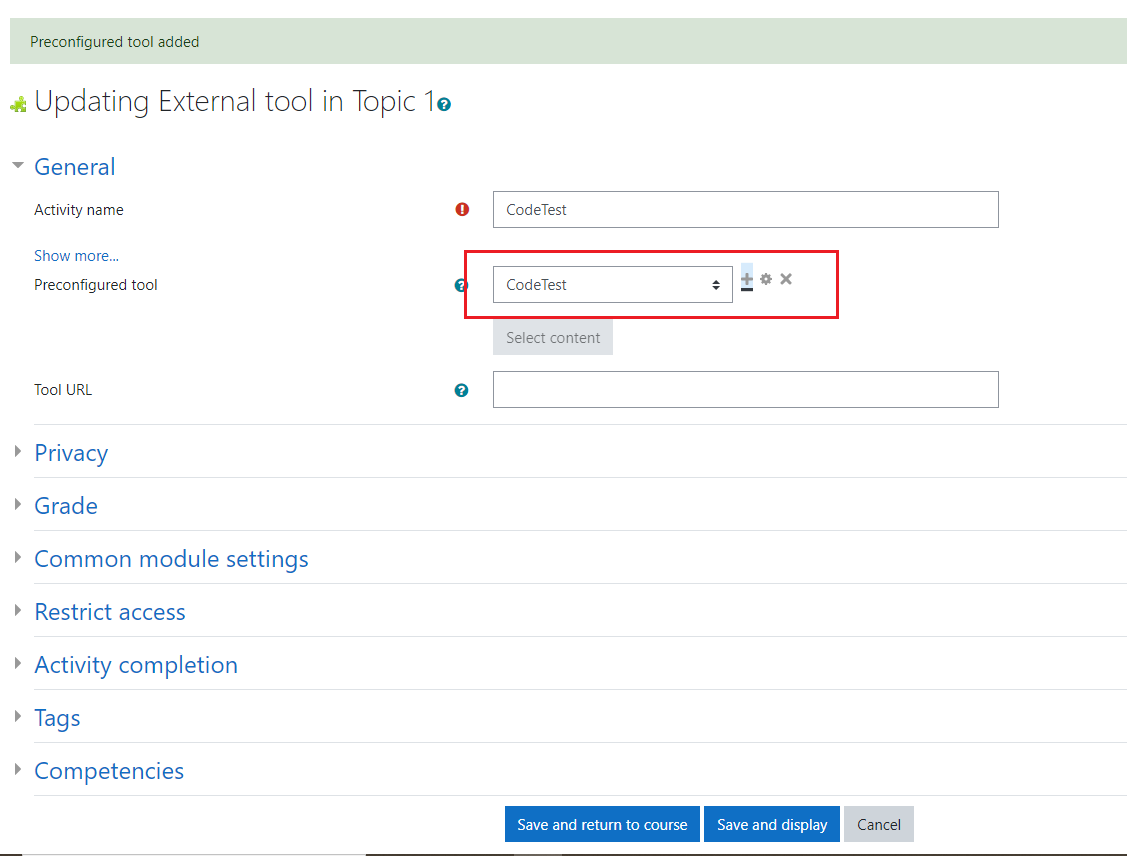 Preconfigured tool added
Updating External tool in Topic 1
General
Activity name
CodeTest
Show more...
Preconfigured tool
CodeTest
Select content
Tool URL
Privacy
Grade
Common module settings
Restrict access
Activity completion
Tags
Competencies
Save and return to course
Save and display
Cancel